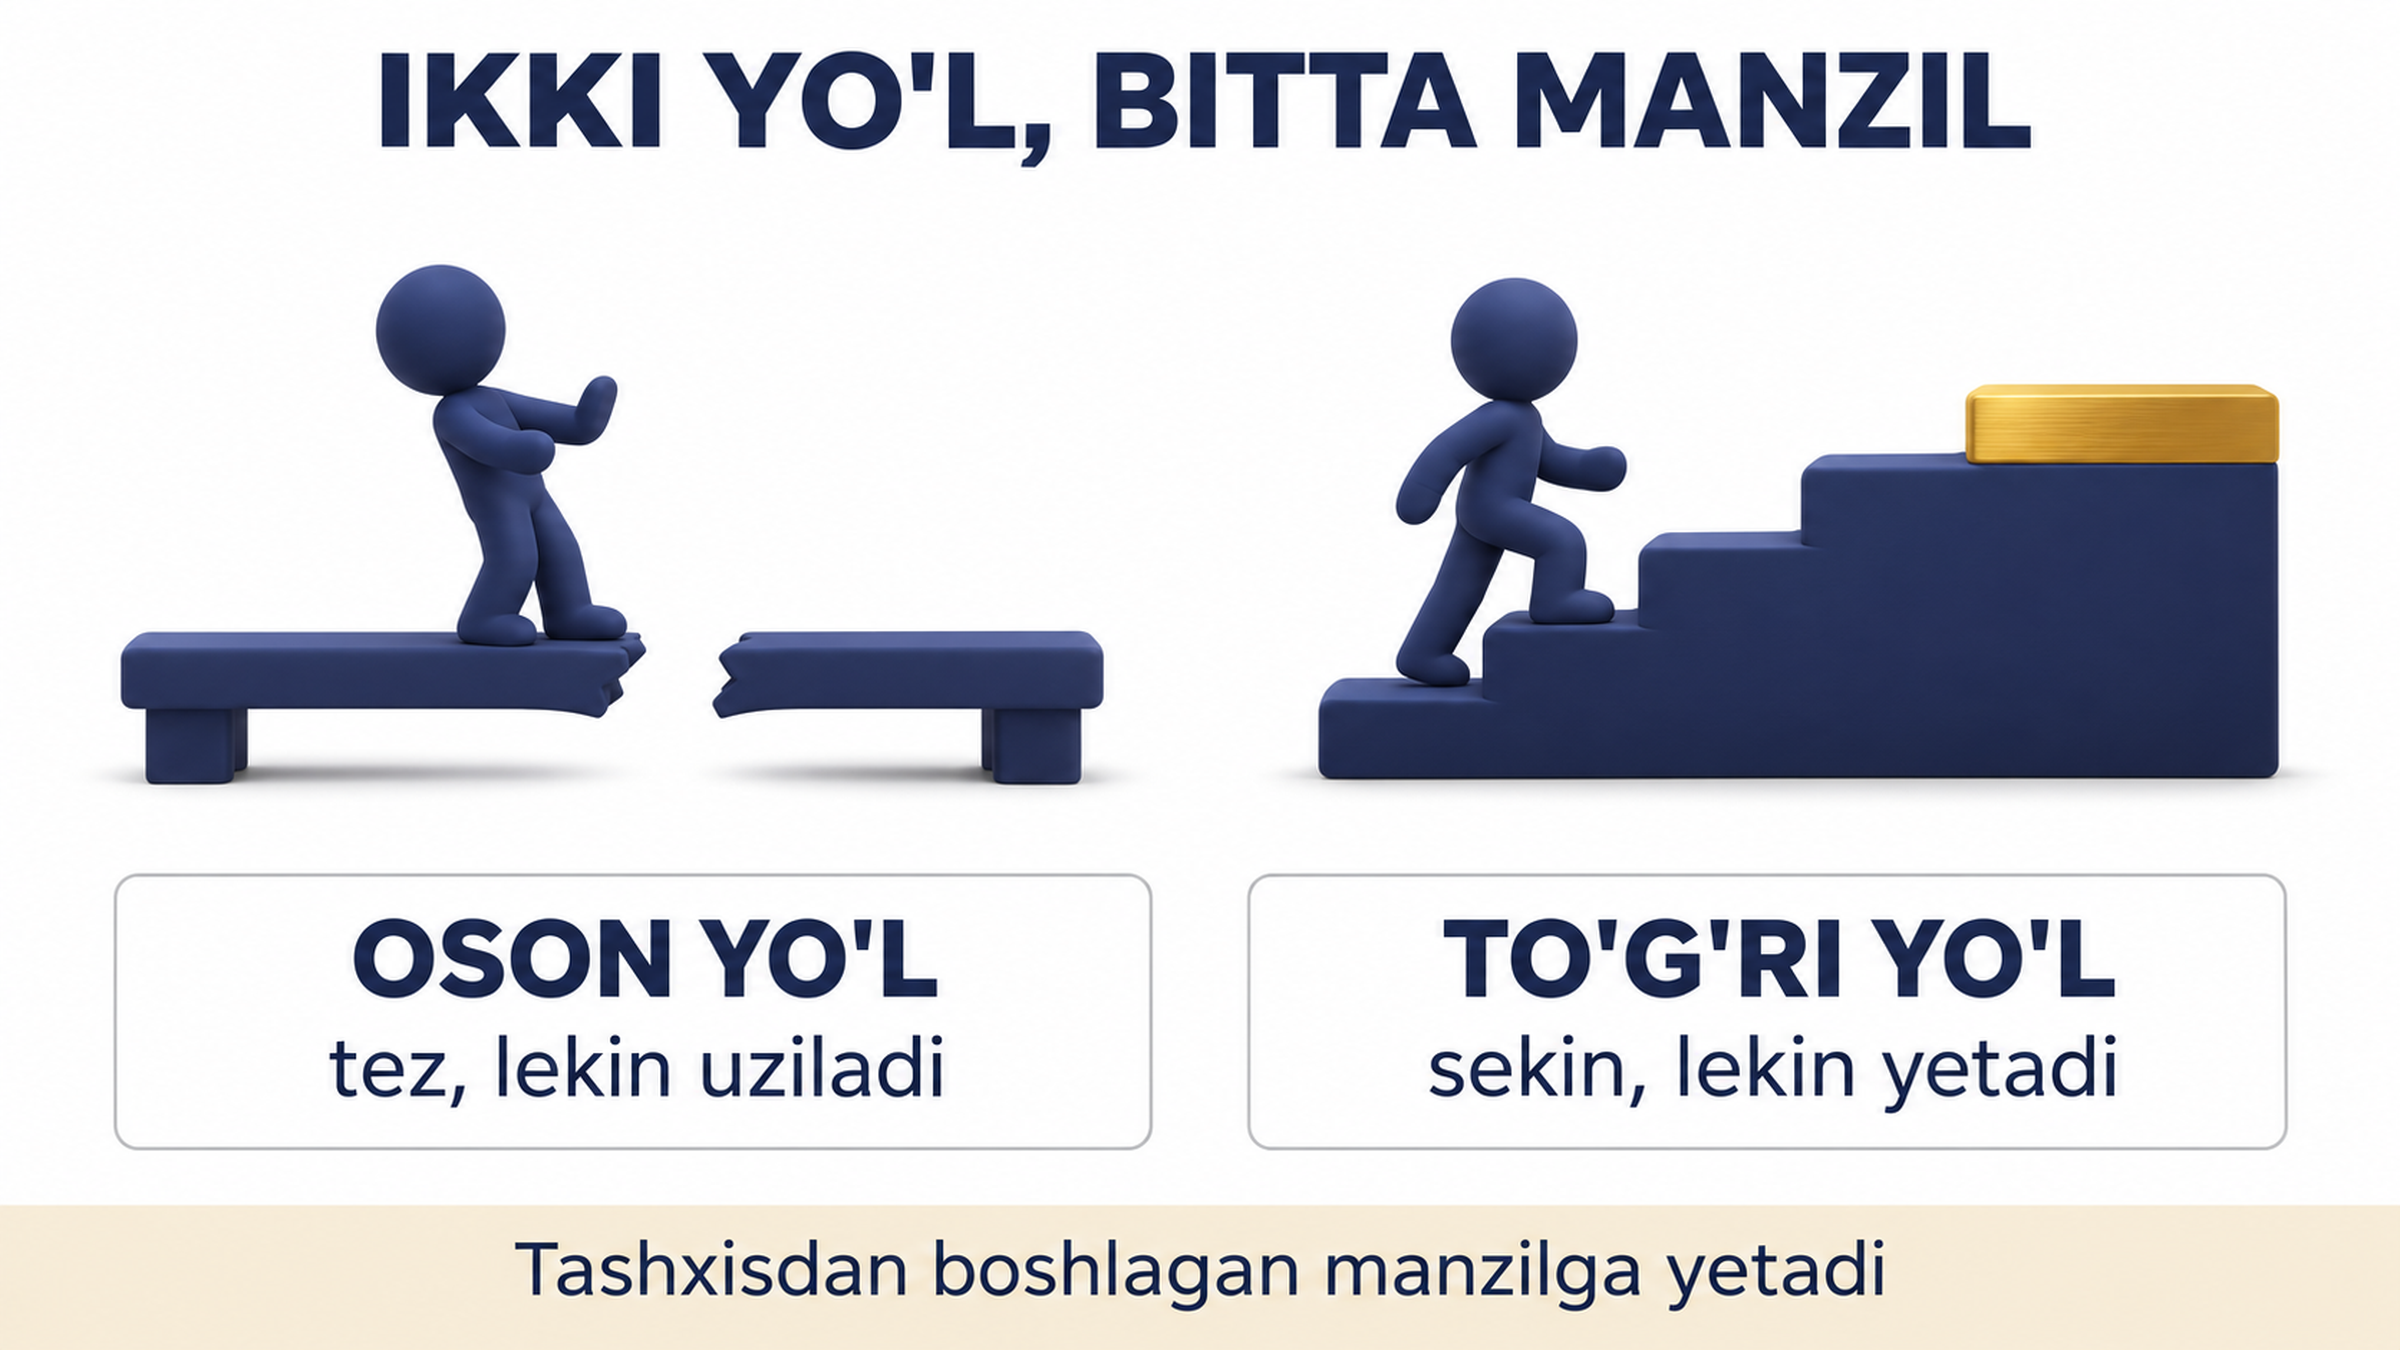 IKKI YO'L, BITTA MANZIL
OSON YO'L
tez, lekin uziladi
TO'G'RI YO'L
sekin, lekin yetadi
Tashxisdan boshlagan manzilga yetadi